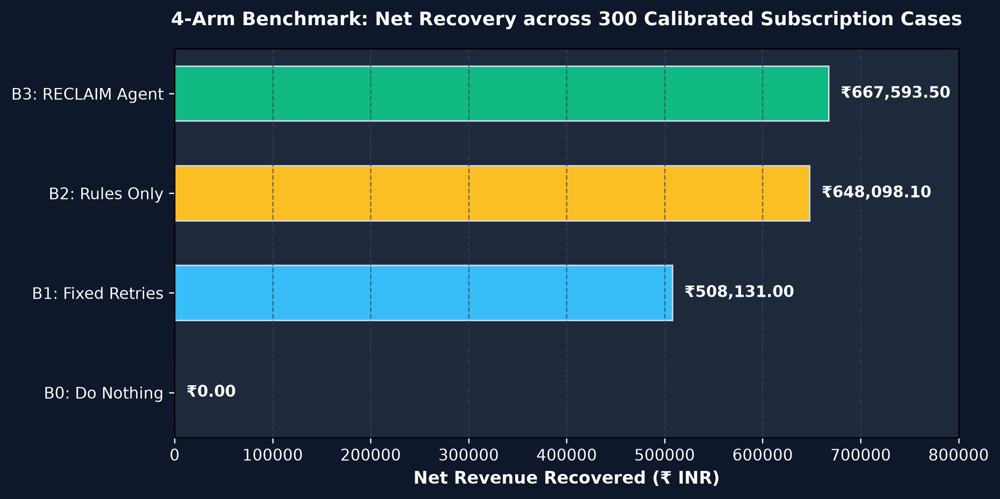 4-Arm Benchmark: Net Recovery across 300 Calibrated Subscription Cases
B3: RECLAIM Agent
₹667,593.50
B2: Rules Only
₹648,098.10
B1: Fixed Retries
₹508,131.00
B0: Do Nothing
₹0.00
0 100000 200000 300000 400000 500000 600000 700000 800000
Net Revenue Recovered (₹ INR)